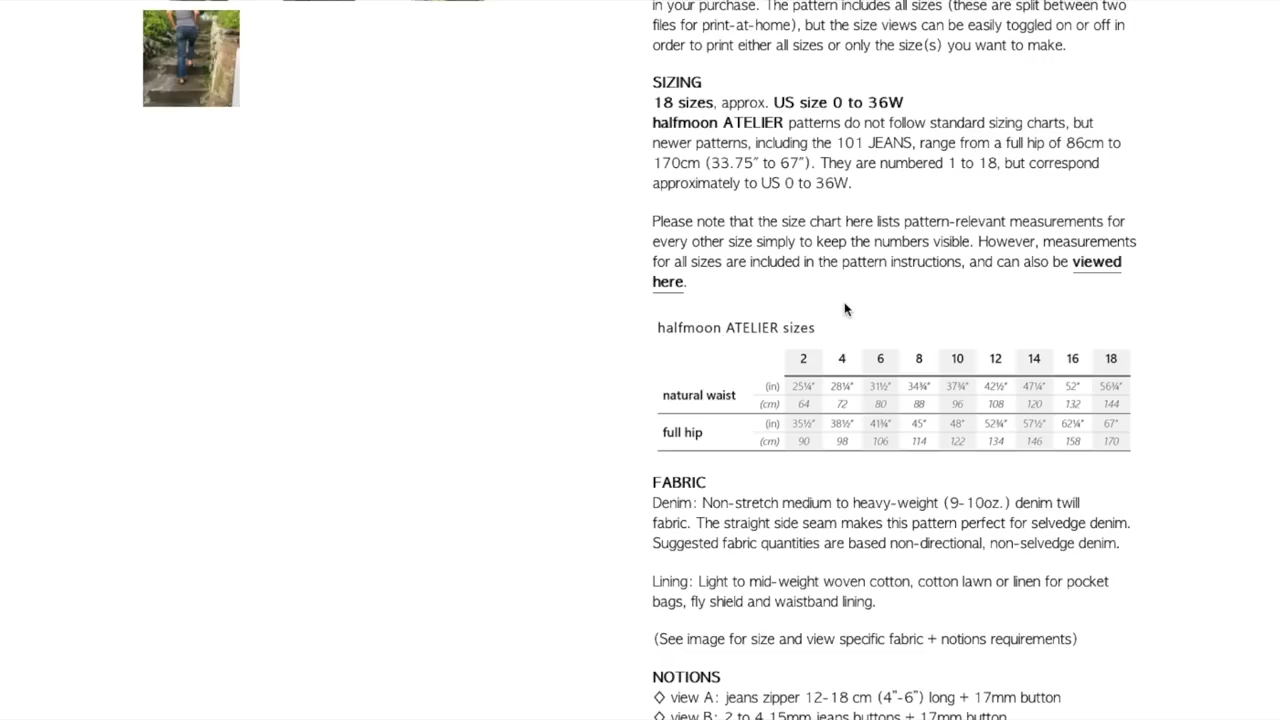 in your purchase. The pattern includes all sizes (these are split between two
files for print-at-home), but the size views can be easily toggled on or off in
order to print either all sizes or only the size(s) you want to make.
SIZING
18 sizes, approx. US size 0 to 36W
halfmoon ATELIER patterns do not follow standard sizing charts, but
newer patterns, including the 101 JEANS, range from a full hip of 86cm to
170cm (33.75" to 67"). They are numbered 1 to 18, but correspond
approximately to US 0 to 36W.
Please note that the size chart here lists pattern-relevant measurements for
every other size simply to keep the numbers visible. However, measurements
for all sizes are included in the pattern instructions, and can also be viewed
here.
halfmoon ATELIER sizes
2 4 6 8 10 12 14 16 18
natural waist (in) 25¼" 28¼" 31½" 34¾" 37¾" 42½" 47¼" 52" 56¾"
(cm) 64 72 80 88 96 108 120 132 144
full hip (in) 35½" 38½" 41¾" 45" 48" 52¾" 57½" 62¼" 67"
(cm) 90 98 106 114 122 134 146 158 170
FABRIC
Denim: Non-stretch medium to heavy-weight (9-10oz.) denim twill
fabric. The straight side seam makes this pattern perfect for selvedge denim.
Suggested fabric quantities are based non-directional, non-selvedge denim.
Lining: Light to mid-weight woven cotton, cotton lawn or linen for pocket
bags, fly shield and waistband lining.
(See image for size and view specific fabric + notions requirements)
NOTIONS
◊ view A: jeans zipper 12-18 cm (4"-6") long + 17mm button
◊ view B: 2 to 4 15mm jeans buttons + 17mm button